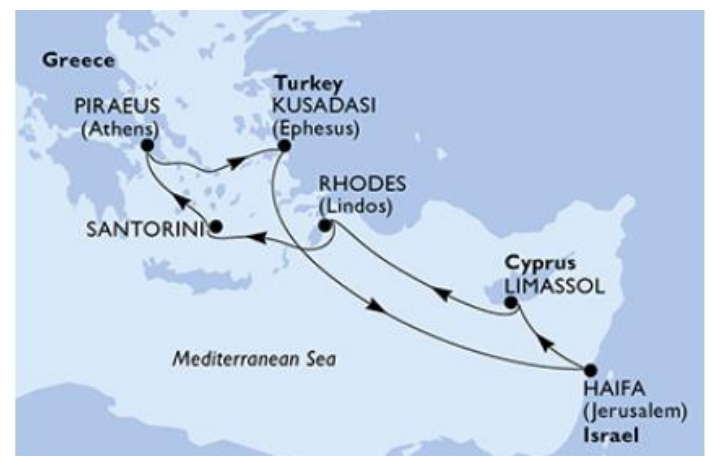 Greece
PIRAEUS
(Athens)
Turkey
KUSADASI
(Ephesus)
RHODES
(Lindos)
SANTORINI
Cyprus
LIMASSOL
Mediterranean Sea
HAIFA
(Jerusalem)
Israel